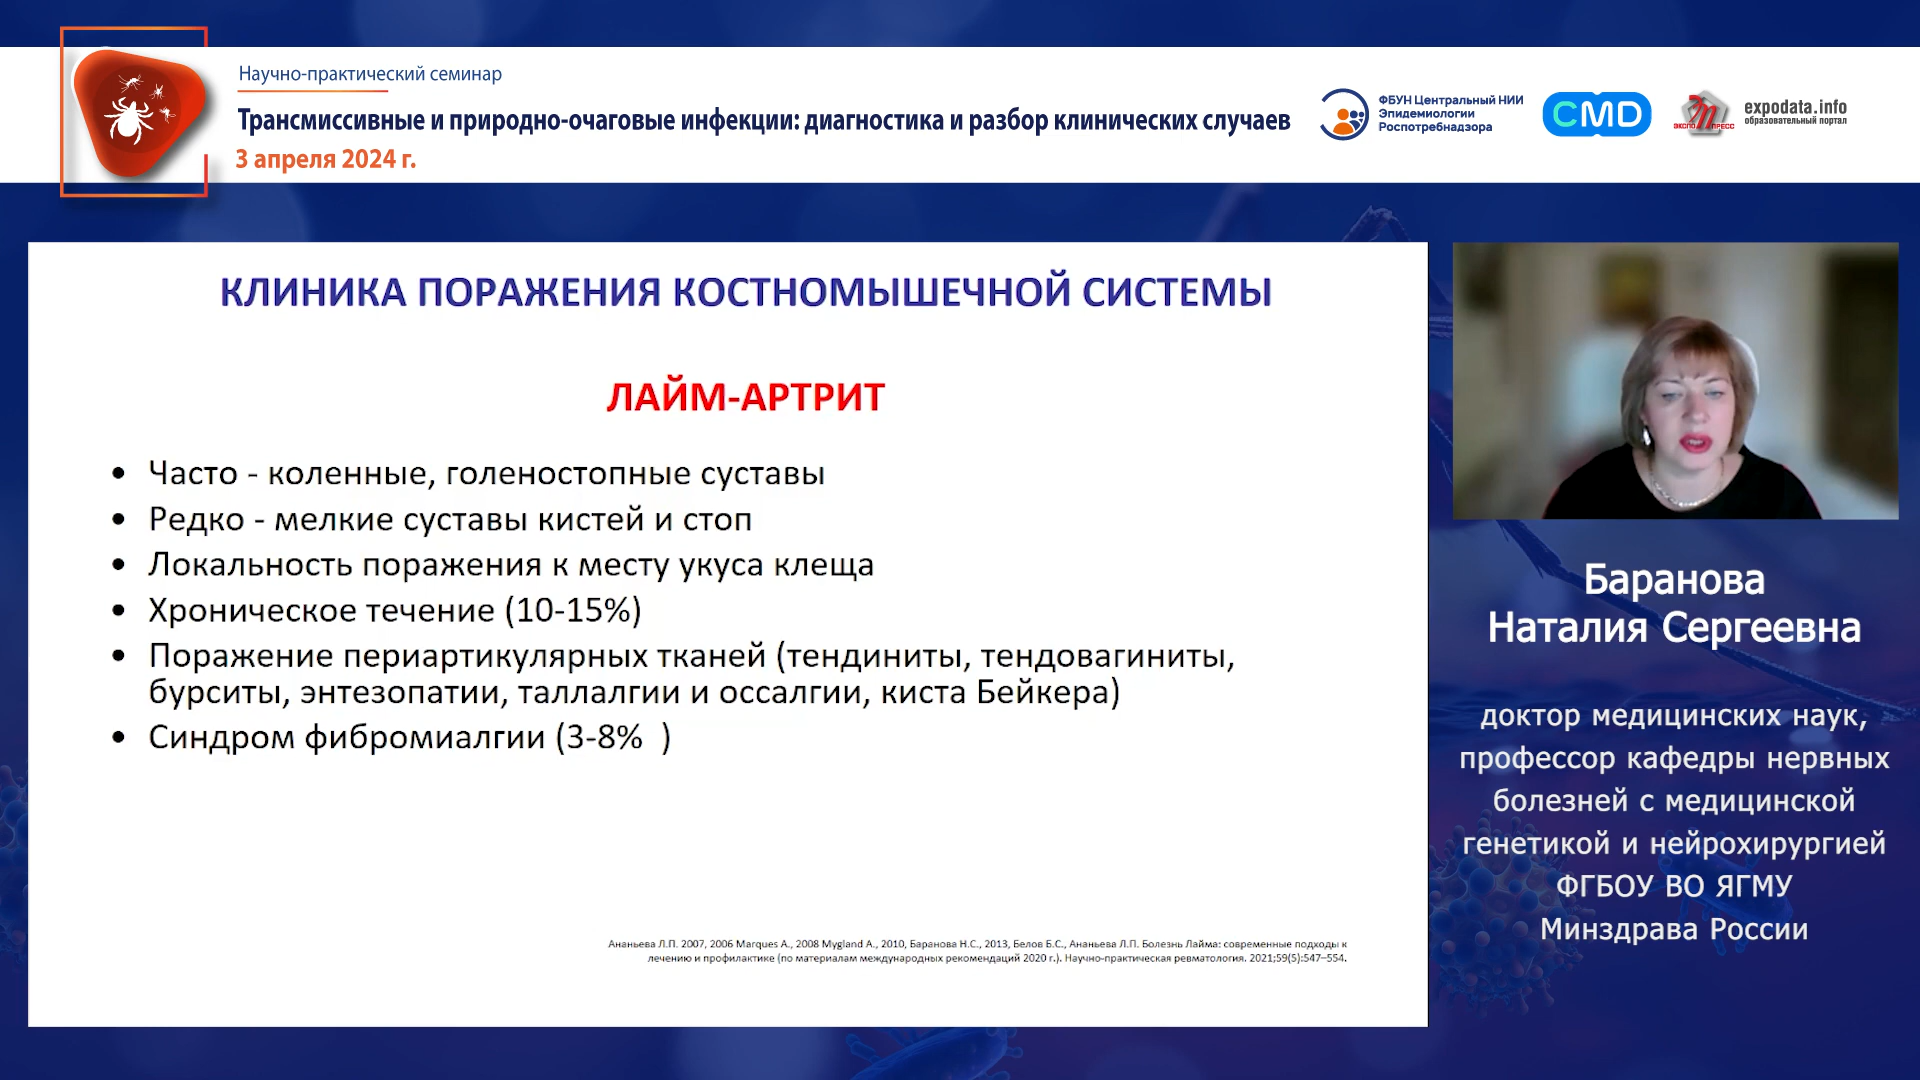 Научно-практический семинар
Трансмиссивные и природно-очаговые инфекции: диагностика и разбор клинических случаев
3 апреля 2024 г.
ФБУН Центральный НИИ
Эпидемиологии
Роспотребнадзора
CMD
ЭКСПО ПРЕСС
expodata.info
образовательный портал
КЛИНИКА ПОРАЖЕНИЯ КОСТНОМЫШЕЧНОЙ СИСТЕМЫ
ЛАЙМ-АРТРИТ
• Часто - коленные, голеностопные суставы
• Редко - мелкие суставы кистей и стоп
• Локальность поражения к месту укуса клеща
• Хроническое течение (10-15%)
• Поражение периартикулярных тканей (тендиниты, тендовагиниты,
бурситы, энтезопатии, таллалгии и оссалгии, киста Бейкера)
• Синдром фибромиалгии (3-8%  )
Ананьева Л.П. 2007, 2006 Marques A., 2008 Mygland A., 2010, Баранова Н.С., 2013, Белов Б.С., Ананьева Л.П. Болезнь Лайма: современные подходы к
лечению и профилактике (по материалам международных рекомендаций 2020 г.). Научно-практическая ревматология. 2021;59(5):547–554.
Баранова
Наталия Сергеевна
доктор медицинских наук,
профессор кафедры нервных
болезней с медицинской
генетикой и нейрохирургией
ФГБОУ ВО ЯГМУ
Минздрава России